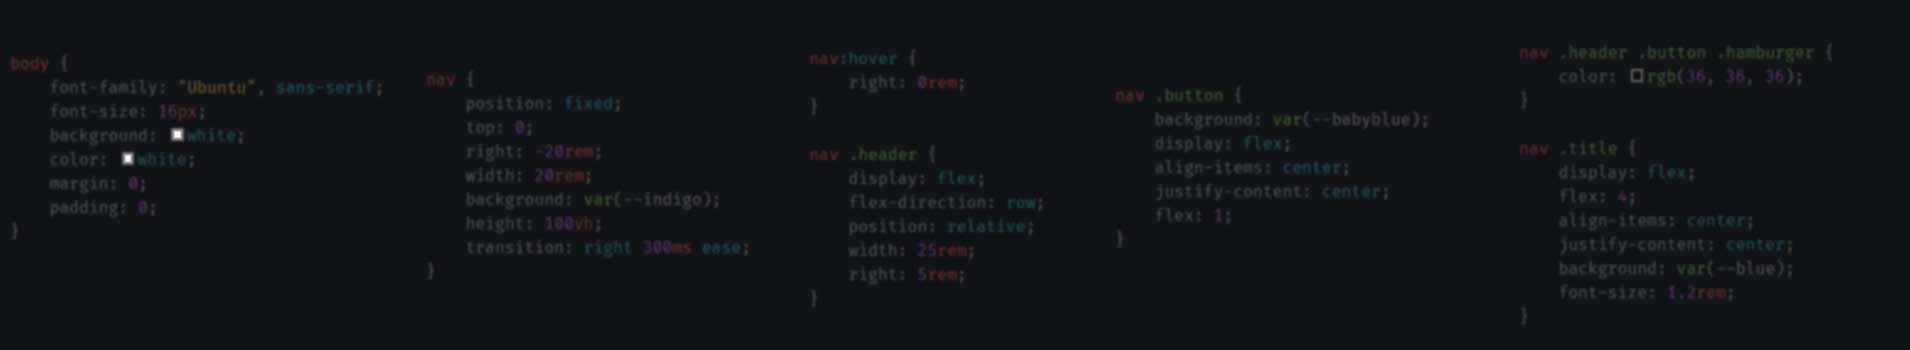 body {
font-family: "Ubuntu", sans-serif;
font-size: 16px;
background: white;
color: white;
margin: 0;
padding: 0;
}
nav {
position: fixed;
top: 0;
right: -20rem;
width: 20rem;
background: var(--indigo);
height: 100vh;
transition: right 300ms ease;
}
nav:hover {
right: 0rem;
}
nav .header {
display: flex;
flex-direction: row;
position: relative;
width: 25rem;
right: 5rem;
}
nav .button {
background: var(--babyblue);
display: flex;
align-items: center;
justify-content: center;
flex: 1;
}
nav .header .button .hamburger {
color: rgb(36, 36, 36);
}
nav .title {
display: flex;
flex: 4;
align-items: center;
justify-content: center;
background: var(--blue);
font-size: 1.2rem;
}